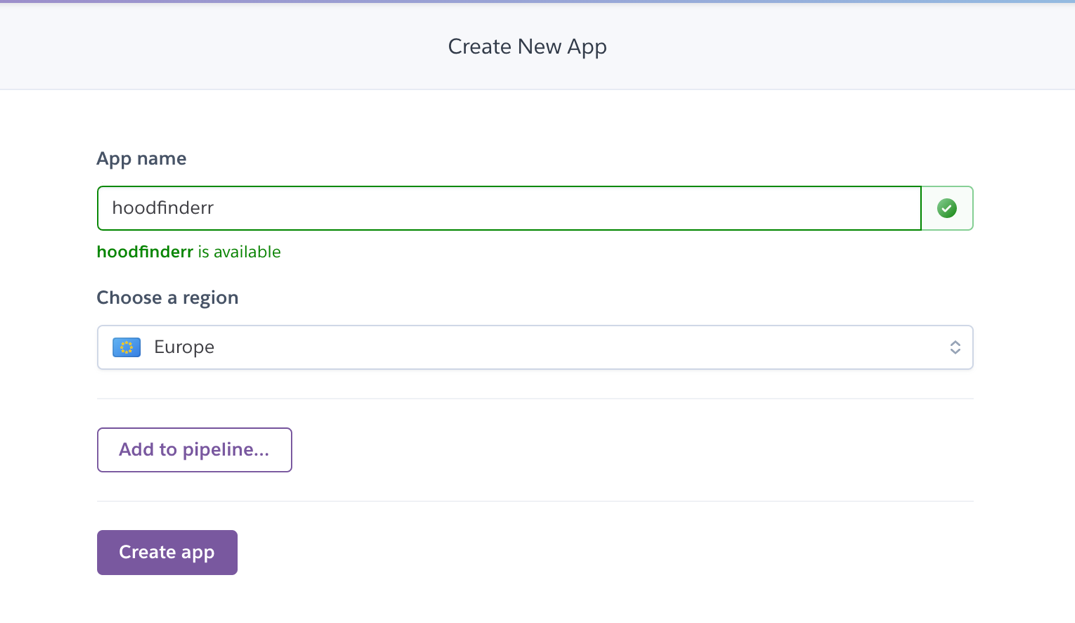 Create New App
App name
hoodfinderr
hoodfinderr is available
Choose a region
Europe
Add to pipeline...
Create app